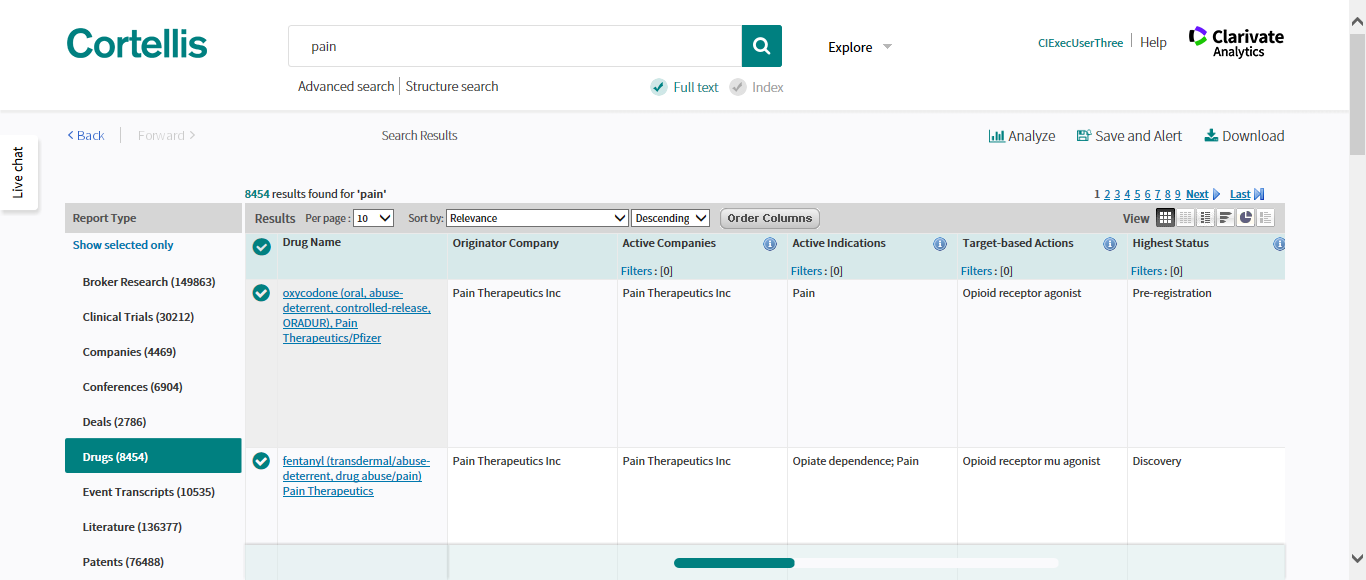 Cortellis
pain
Explore
CIExecUserThree
Help
Clarivate
Analytics
Advanced search
Structure search
Full text
Index
Live chat
Back
Forward
Search Results
Analyze
Save and Alert
Download
8454 results found for 'pain'
1 2 3 4 5 6 7 8 9 Next Last
Report Type
Show selected only
Broker Research (149863)
Clinical Trials (30212)
Companies (4469)
Conferences (6904)
Deals (2786)
Drugs (8454)
Event Transcripts (10535)
Literature (136377)
Patents (76488)
Results Per page : 10 Sort by: Relevance Descending Order Columns View
Drug Name
Originator Company
Active Companies
Filters : [0]
Active Indications
Filters : [0]
Target-based Actions
Filters : [0]
Highest Status
Filters : [0]
oxycodone (oral, abuse-
deterrent, controlled-release,
ORADUR), Pain
Therapeutics/Pfizer
Pain Therapeutics Inc
Pain Therapeutics Inc
Pain
Opioid receptor agonist
Pre-registration
fentanyl (transdermal/abuse-
deterrent, drug abuse/pain)
Pain Therapeutics
Pain Therapeutics Inc
Pain Therapeutics Inc
Opiate dependence; Pain
Opioid receptor mu agonist
Discovery